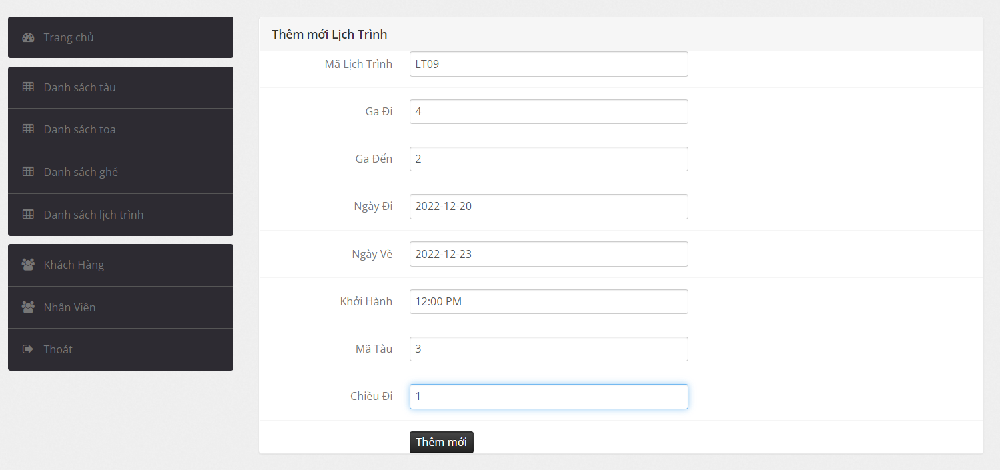 Trang chủ
Danh sách tàu
Danh sách toa
Danh sách ghế
Danh sách lịch trình
Khách Hàng
Nhân Viên
Thoát
Thêm mới Lịch Trình
Mã Lịch Trình LT09
Ga Đi 4
Ga Đến 2
Ngày Đi 2022-12-20
Ngày Về 2022-12-23
Khởi Hành 12:00 PM
Mã Tàu 3
Chiều Đi 1
Thêm mới